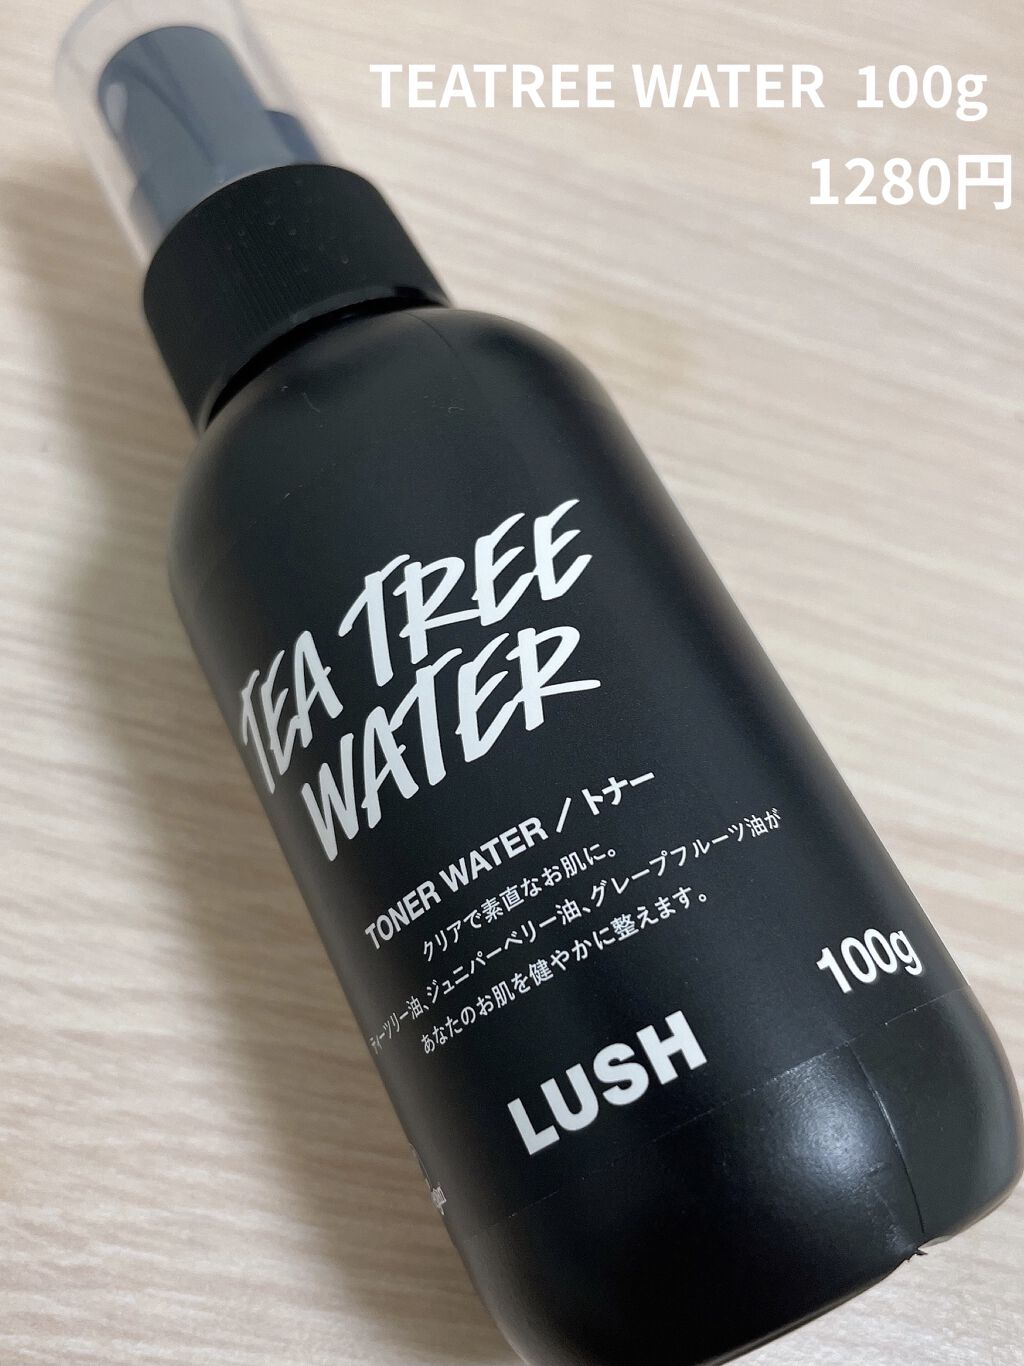 TEATREE WATER 100g
1280円
TEA TREE
WATER
TONER WATER / トナー
クリアで素直なお肌に。
ティーツリー油、ジュニパーベリー油、グレープフルーツ油が
あなたのお肌を健やかに整えます。
100g
LUSH